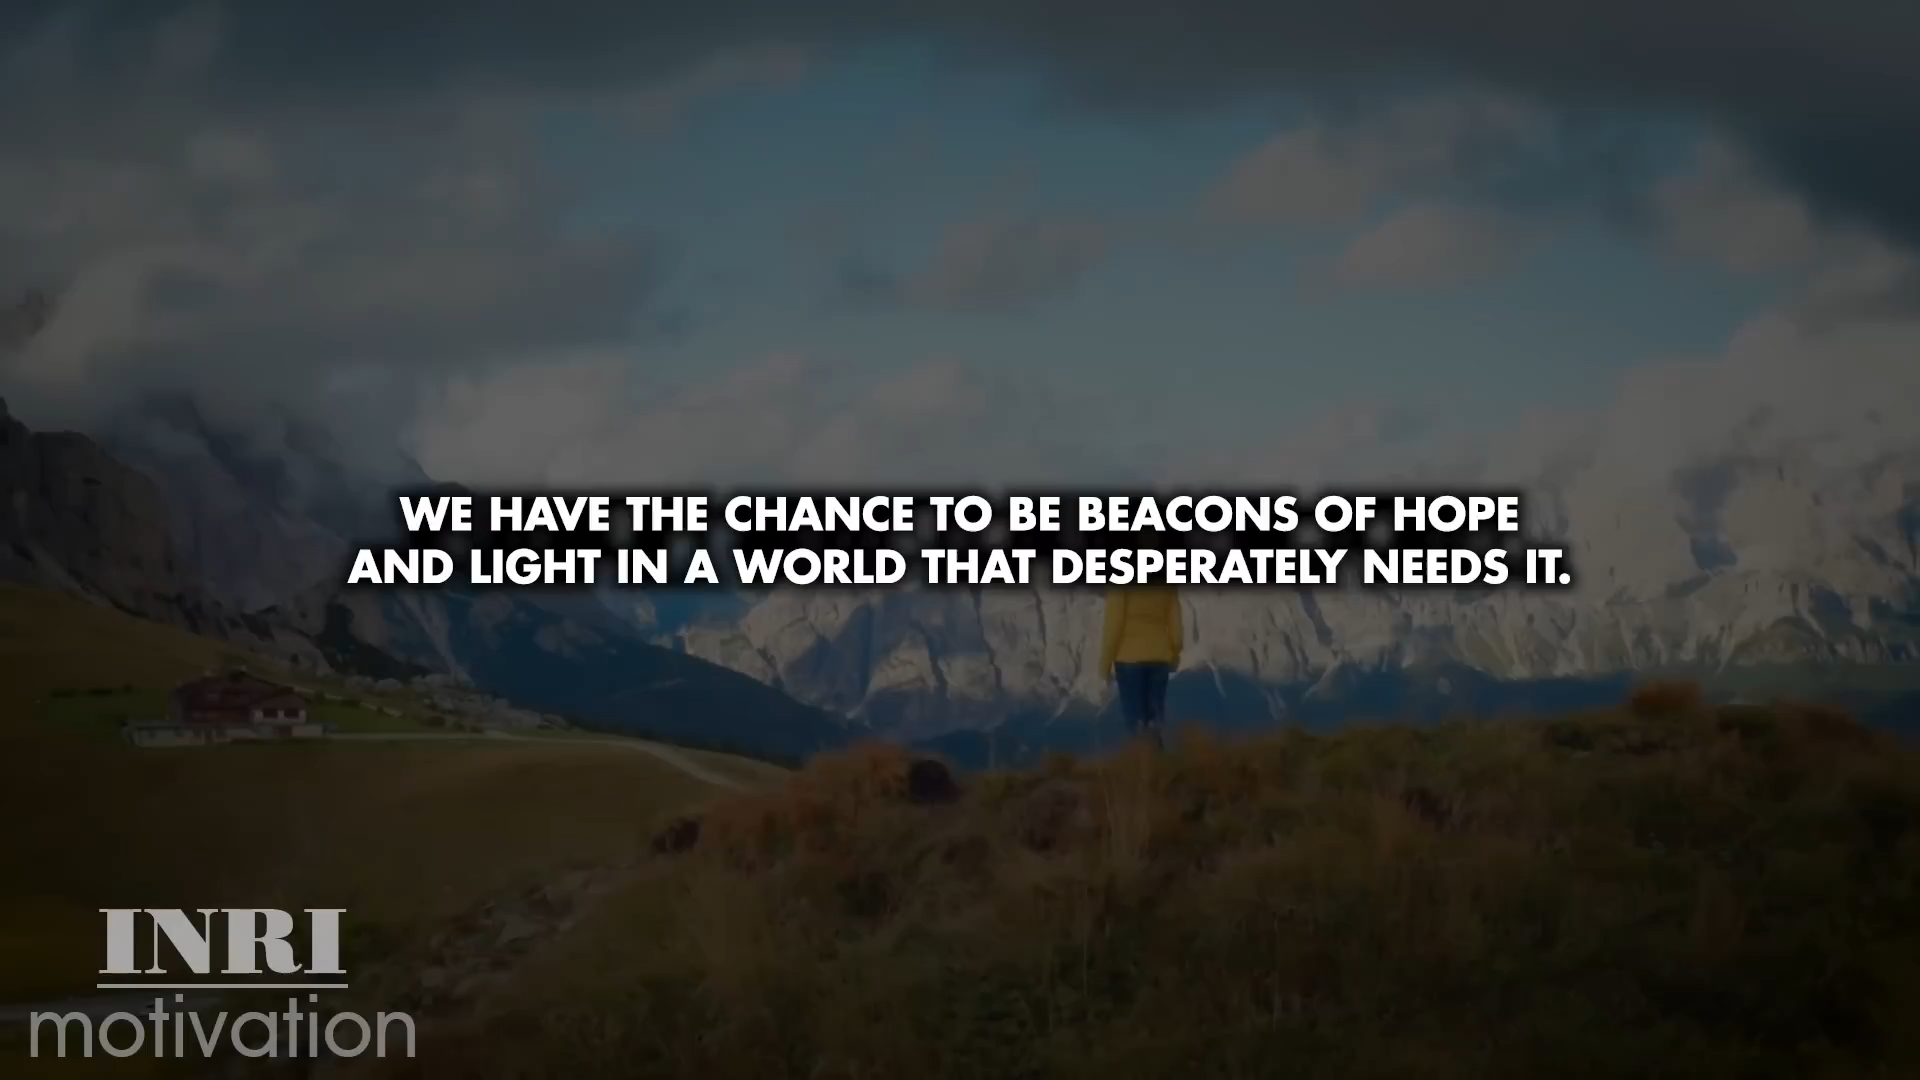 WE HAVE THE CHANCE TO BE BEACONS OF HOPE
AND LIGHT IN A WORLD THAT DESPERATELY NEEDS IT.
INRI
motivation